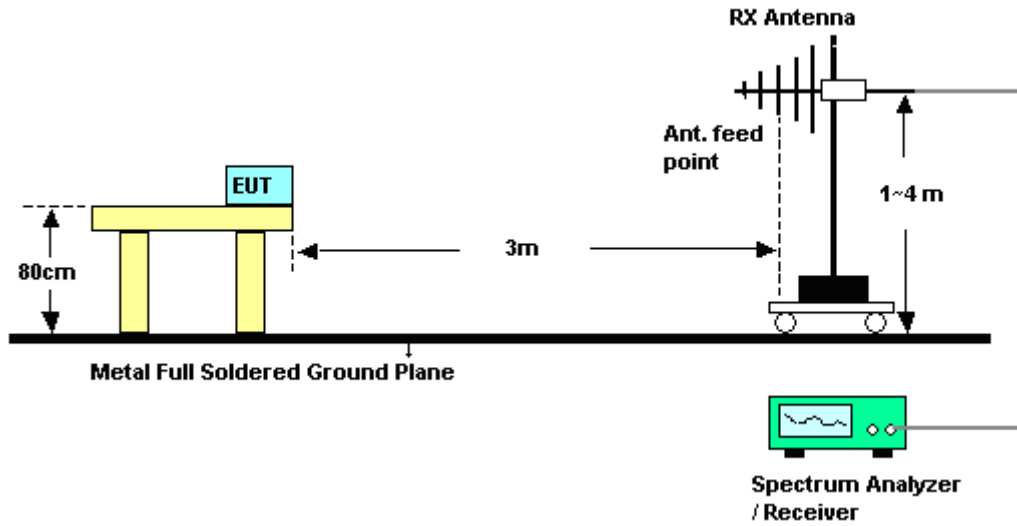 RX Antenna
Ant. feed
point
EUT
1~4 m
3m
80cm
Metal Full Soldered Ground Plane
Spectrum Analyzer
/ Receiver